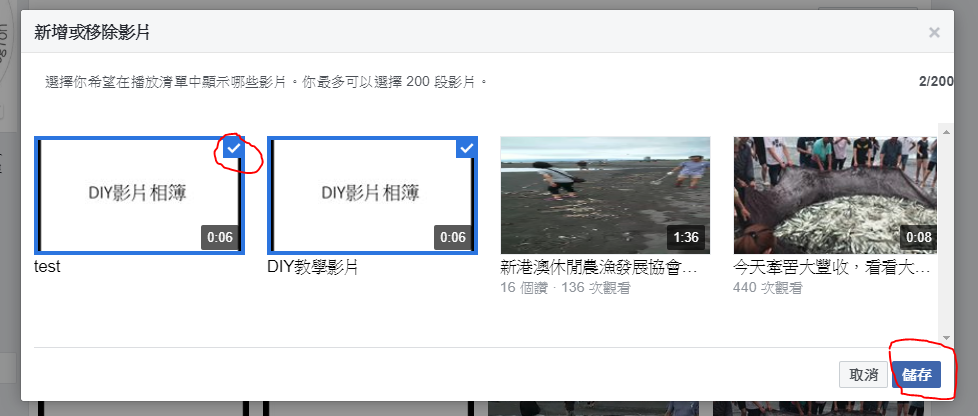 新增或移除影片
選擇你希望在播放清單中顯示哪些影片。你最多可以選擇 200 段影片。
2/200
DIY影片相簿
0:06
DIY影片相簿
0:06
1:36
0:08
test
DIY教學影片
新港澳休閒農漁發展協會…
今天牽罟大豐收，看看大…
16 個讚 · 136 次觀看
440 次觀看
取消
儲存